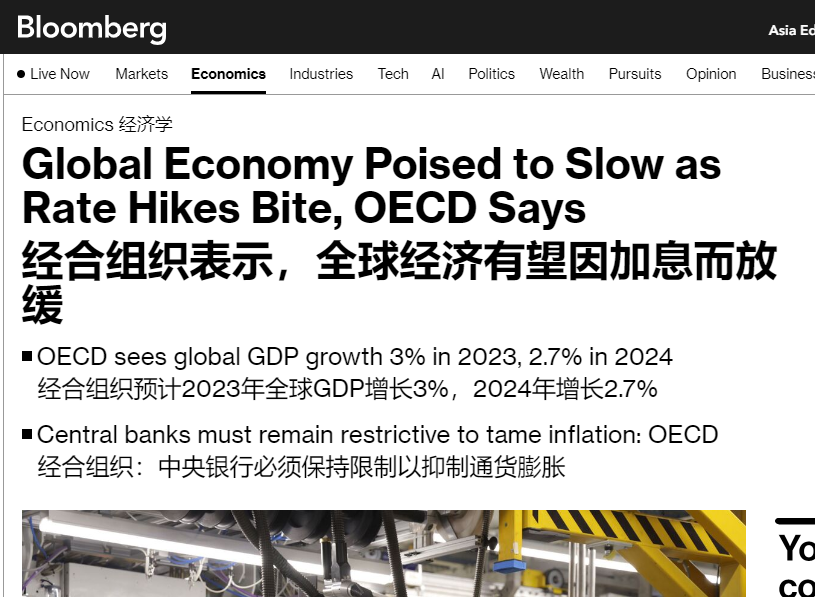 Bloomberg
Asia Ed
Live Now Markets Economics Industries Tech AI Politics Wealth Pursuits Opinion Business
Economics 经济学
Global Economy Poised to Slow as
Rate Hikes Bite, OECD Says
经合组织表示，全球经济有望因加息而放
缓
OECD sees global GDP growth 3% in 2023, 2.7% in 2024
经合组织预计2023年全球GDP增长3%，2024年增长2.7%
Central banks must remain restrictive to tame inflation: OECD
经合组织：中央银行必须保持限制以抑制通货膨胀
Yo
co